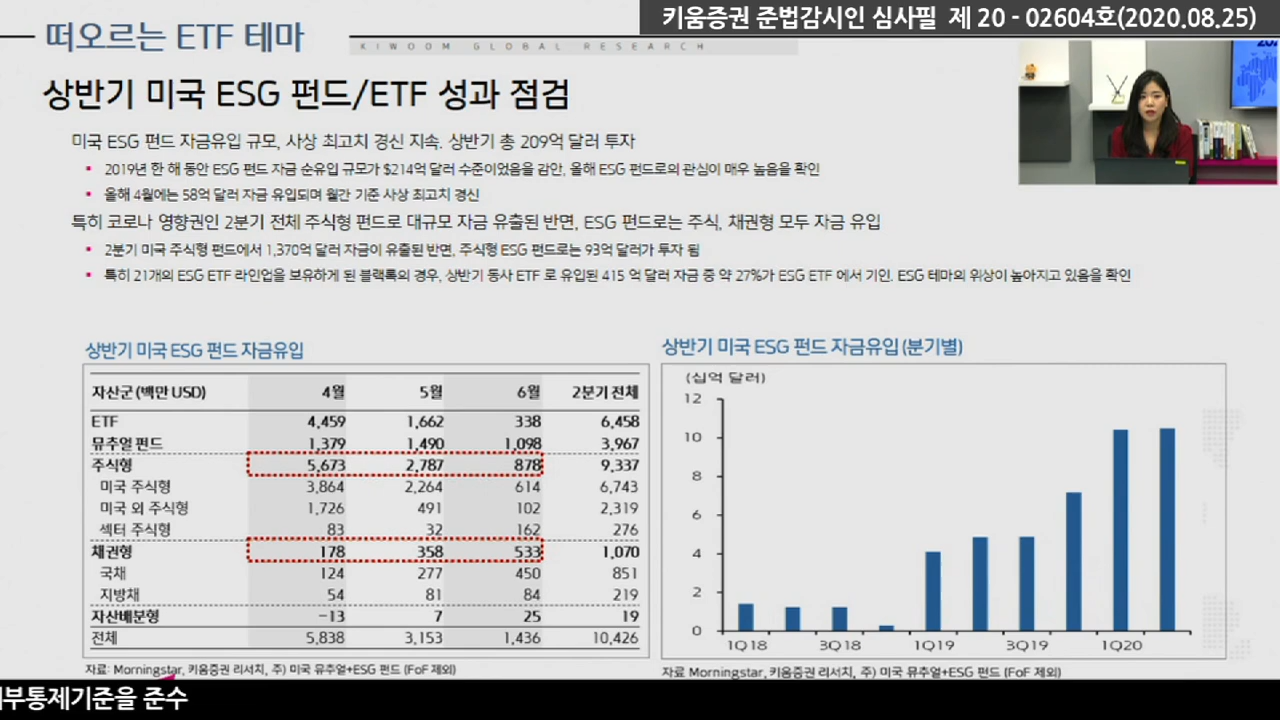 키움증권 준법감시인 심사필 제 20 - 02604호(2020.08.25)
떠오르는 ETF 테마
KIWOOM GLOBAL RESEARCH
상반기 미국 ESG 펀드/ETF 성과 점검
미국 ESG 펀드 자금유입 규모, 사상 최고치 경신 지속. 상반기 총 209억 달러 투자
2019년 한 해 동안 ESG 펀드 자금 순유입 규모가 $214억 달러 수준이었음을 감안, 올해 ESG 펀드로의 관심이 매우 높음을 확인
올해 4월에는 58억 달러 자금 유입되며 월간 기준 사상 최고치 경신
특히 코로나 영향권인 2분기 전체 주식형 펀드로 대규모 자금 유출된 반면, ESG 펀드로는 주식, 채권형 모두 자금 유입
2분기 미국 주식형 펀드에서 1,370억 달러 자금이 유출된 반면, 주식형 ESG 펀드로는 93억 달러가 투자 됨
특히 21개의 ESG ETF 라인업을 보유하게 된 블랙록의 경우, 상반기 동사 ETF 로 유입된 415 억 달러 자금 중 약 27%가 ESG ETF 에서 기인. ESG 테마의 위상이 높아지고 있음을 확인
상반기 미국 ESG 펀드 자금유입
자산군 (백만 USD) 4월 5월 6월 2분기 전체
ETF 4,459 1,662 338 6,458
뮤추얼 펀드 1,379 1,490 1,098 3,967
주식형 5,673 2,787 878 9,337
미국 주식형 3,864 2,264 614 6,743
미국 외 주식형 1,726 491 102 2,319
섹터 주식형 83 32 162 276
채권형 178 358 533 1,070
국채 124 277 450 851
지방채 54 81 84 219
자산배분형 -13 7 25 19
전체 5,838 3,153 1,436 10,426
자료: Morningstar, 키움증권 리서치, 주) 미국 뮤추얼+ESG 펀드 (FoF 제외)
상반기 미국 ESG 펀드 자금유입 (분기별)
(십억 달러)
12
10
8
6
4
2
0
1Q18 3Q18 1Q19 3Q19 1Q20
자료 Morningstar, 키움증권 리서치, 주) 미국 뮤추얼+ESG 펀드 (FoF 제외)
부통제기준을 준수